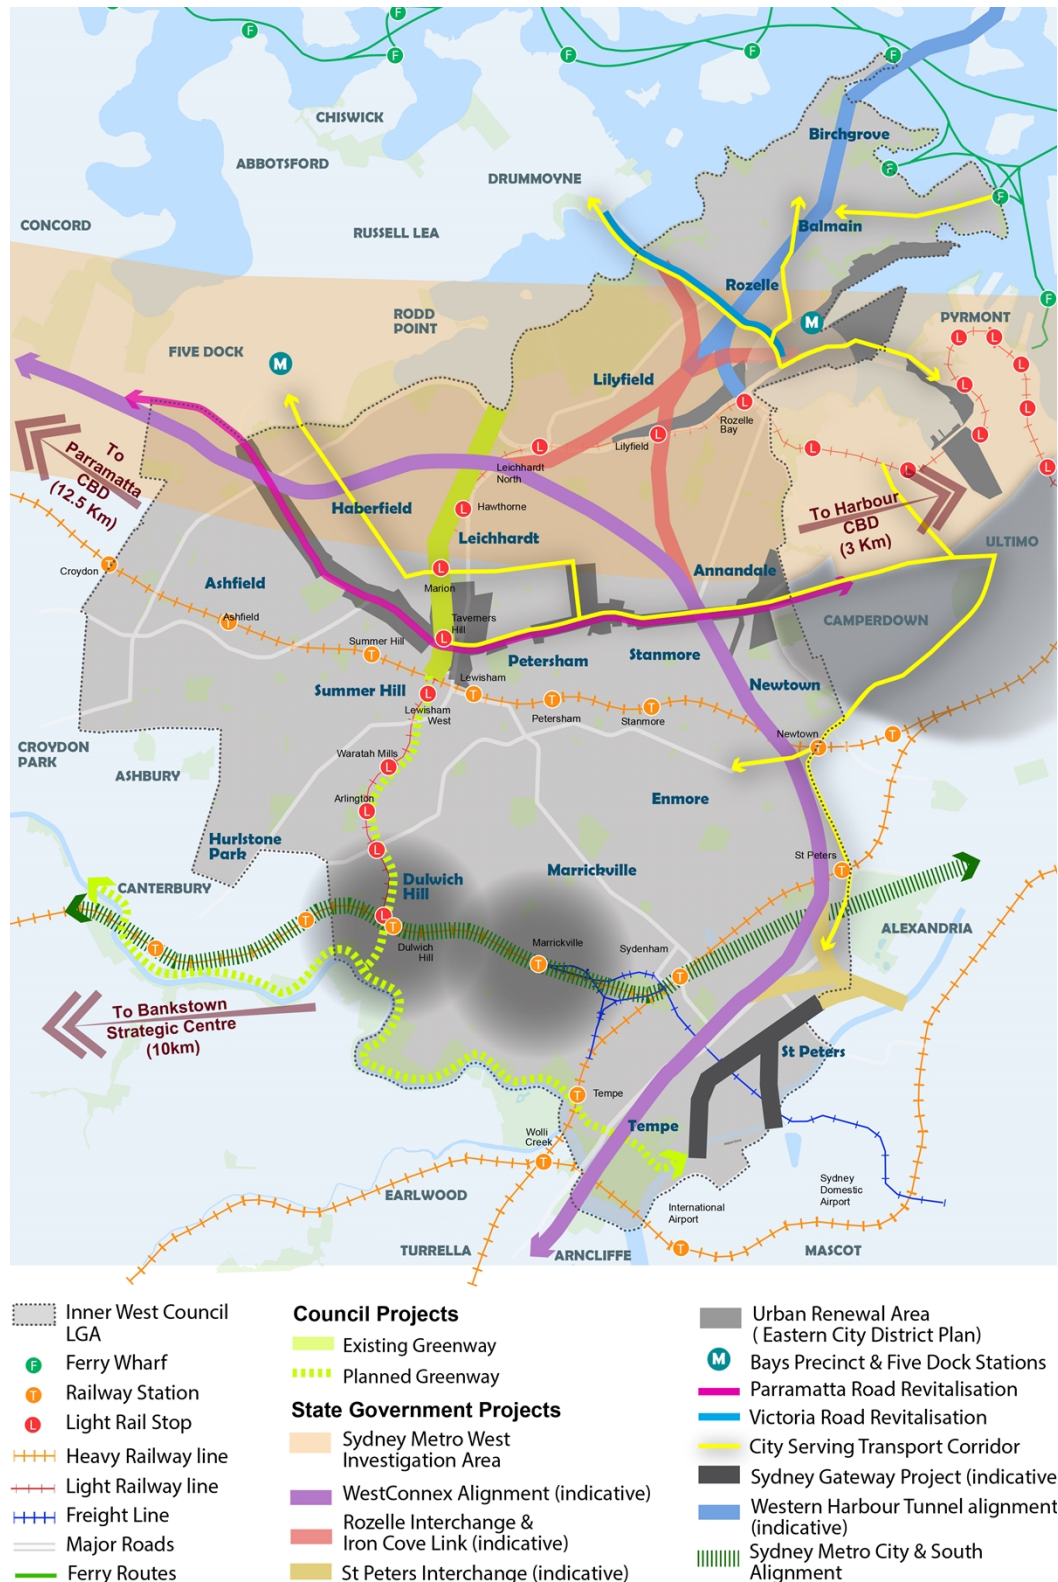 CHISWICK
ABBOTSFORD
DRUMMOYNE
CONCORD
RUSSELL LEA
Birchgrove
Balmain
Rozelle
RODD
POINT
FIVE DOCK
PYRMONT
M
M
Lilyfield
Lilyfield
Rozelle
Bay
To
Parramatta
CBD
(12.5 Km)
Leichhardt
North
Hawthorne
Haberfield
Leichhardt
To Harbour
CBD
(3 Km)
ULTIMO
Croydon
Ashfield
Ashfield
Marion
Annandale
CAMPERDOWN
Taverners
Hill
Summer Hill
Petersham
Stanmore
Lewisham
Summer Hill
Lewisham
West
Petersham
Stanmore
Newtown
Newtown
CROYDON
PARK
ASHBURY
Waratah Mills
Arlington
Enmore
Hurlstone
Park
St Peters
Marrickville
Dulwich
Hill
CANTERBURY
ALEXANDRIA
Dulwich
Hill
Marrickville
Sydenham
To Bankstown
Strategic Centre
(10km)
St Peters
Tempe
Tempe
Wolli
Creek
EARLWOOD
International
Airport
Sydney
Domestic
Airport
TURRELLA
ARNCLIFFE
MASCOT
Inner West Council
LGA
F Ferry Wharf
T Railway Station
L Light Rail Stop
Heavy Railway line
Light Railway line
Freight Line
Major Roads
Ferry Routes
Council Projects
Existing Greenway
Planned Greenway
State Government Projects
Sydney Metro West
Investigation Area
WestConnex Alignment (indicative)
Rozelle Interchange &
Iron Cove Link (indicative)
St Peters Interchange (indicative)
Urban Renewal Area
( Eastern City District Plan)
M Bays Precinct & Five Dock Stations
Parramatta Road Revitalisation
Victoria Road Revitalisation
City Serving Transport Corridor
Sydney Gateway Project (indicative
Western Harbour Tunnel alignment
(indicative)
Sydney Metro City & South
Alignment